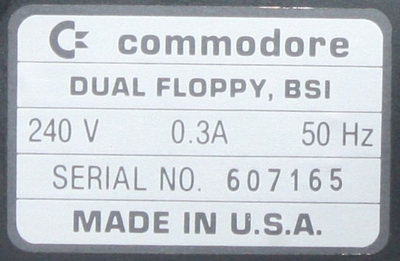 commodore
DUAL FLOPPY, BSI
240 V 0.3A 50 Hz
SERIAL NO. 607165
MADE IN U.S.A.